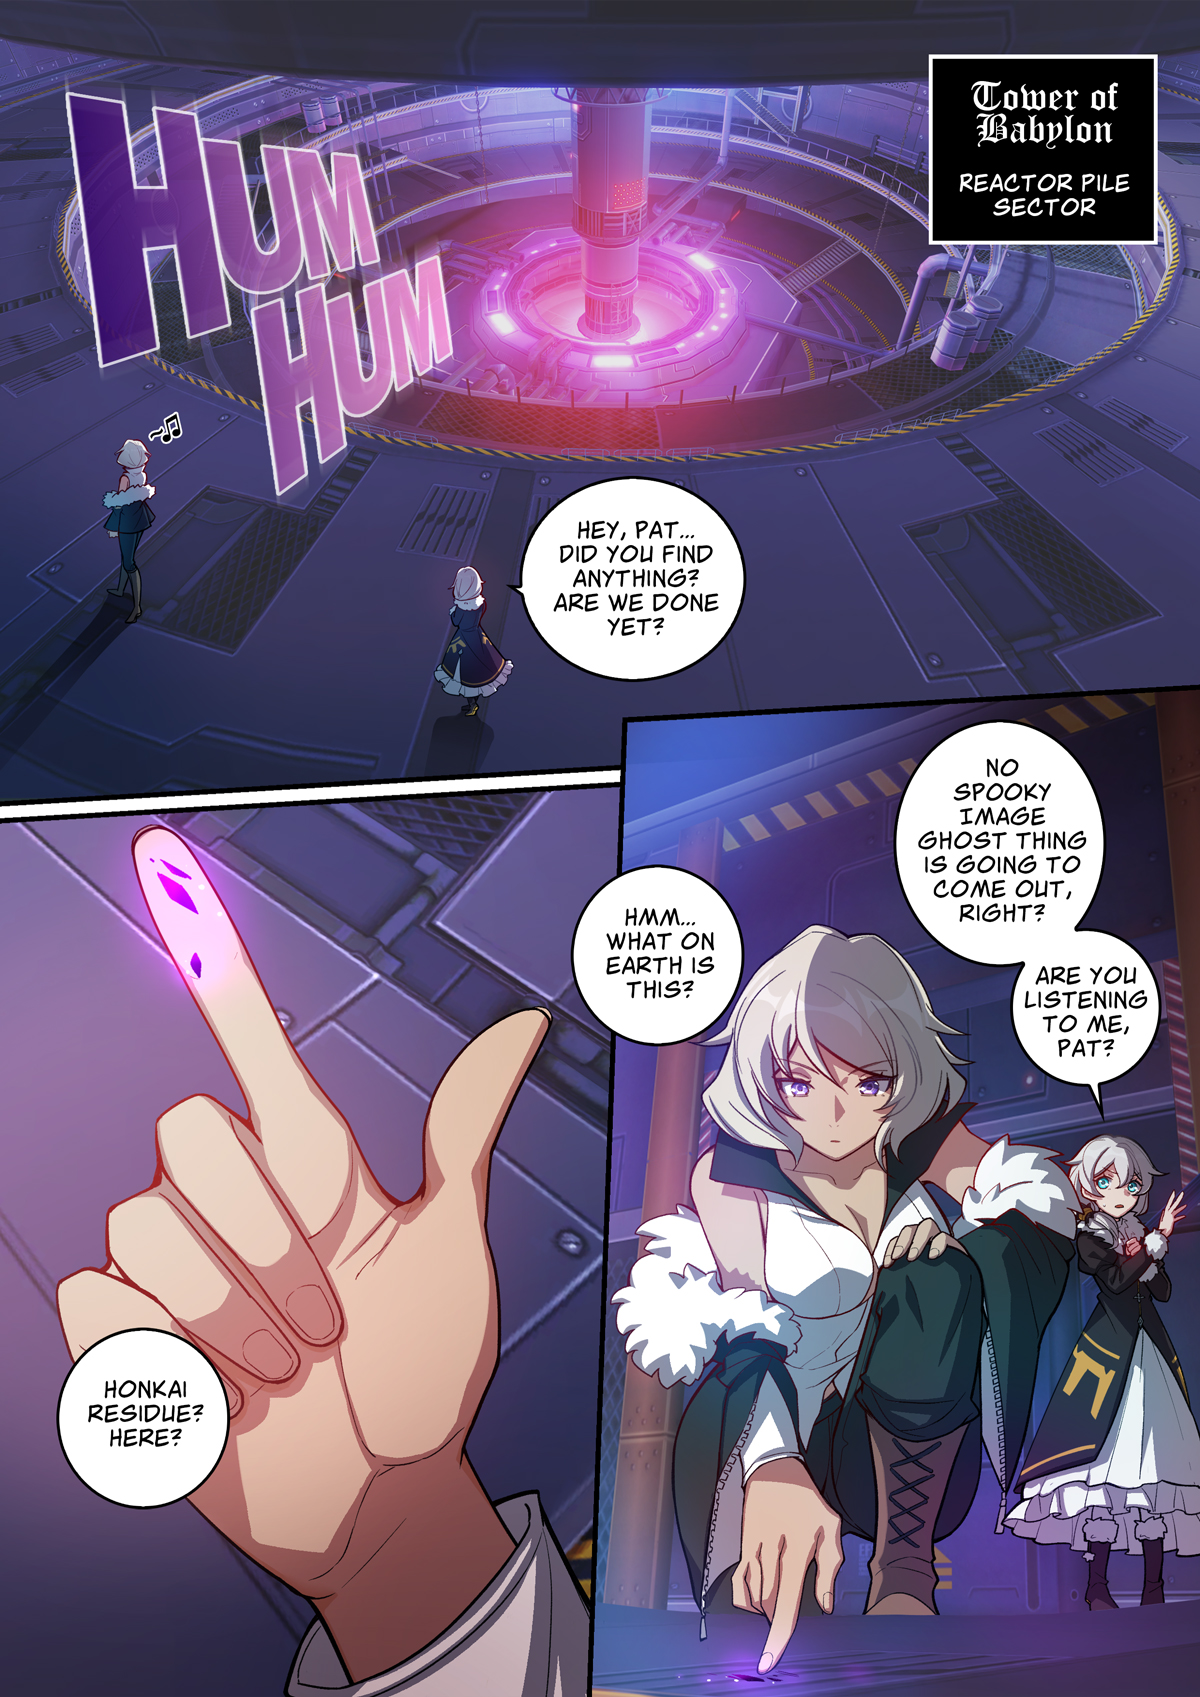 Tower of
Babylon
REACTOR PILE
SECTOR
HUM
HUM
HEY, PAT...
DID YOU FIND
ANYTHING?
ARE WE DONE
YET?
NO
SPOOKY
IMAGE
GHOST THING
IS GOING TO
COME OUT,
RIGHT?
HMM...
WHAT ON
EARTH IS
THIS?
ARE YOU
LISTENING
TO ME,
PAT?
HONKAI
RESIDUE?
HERE?